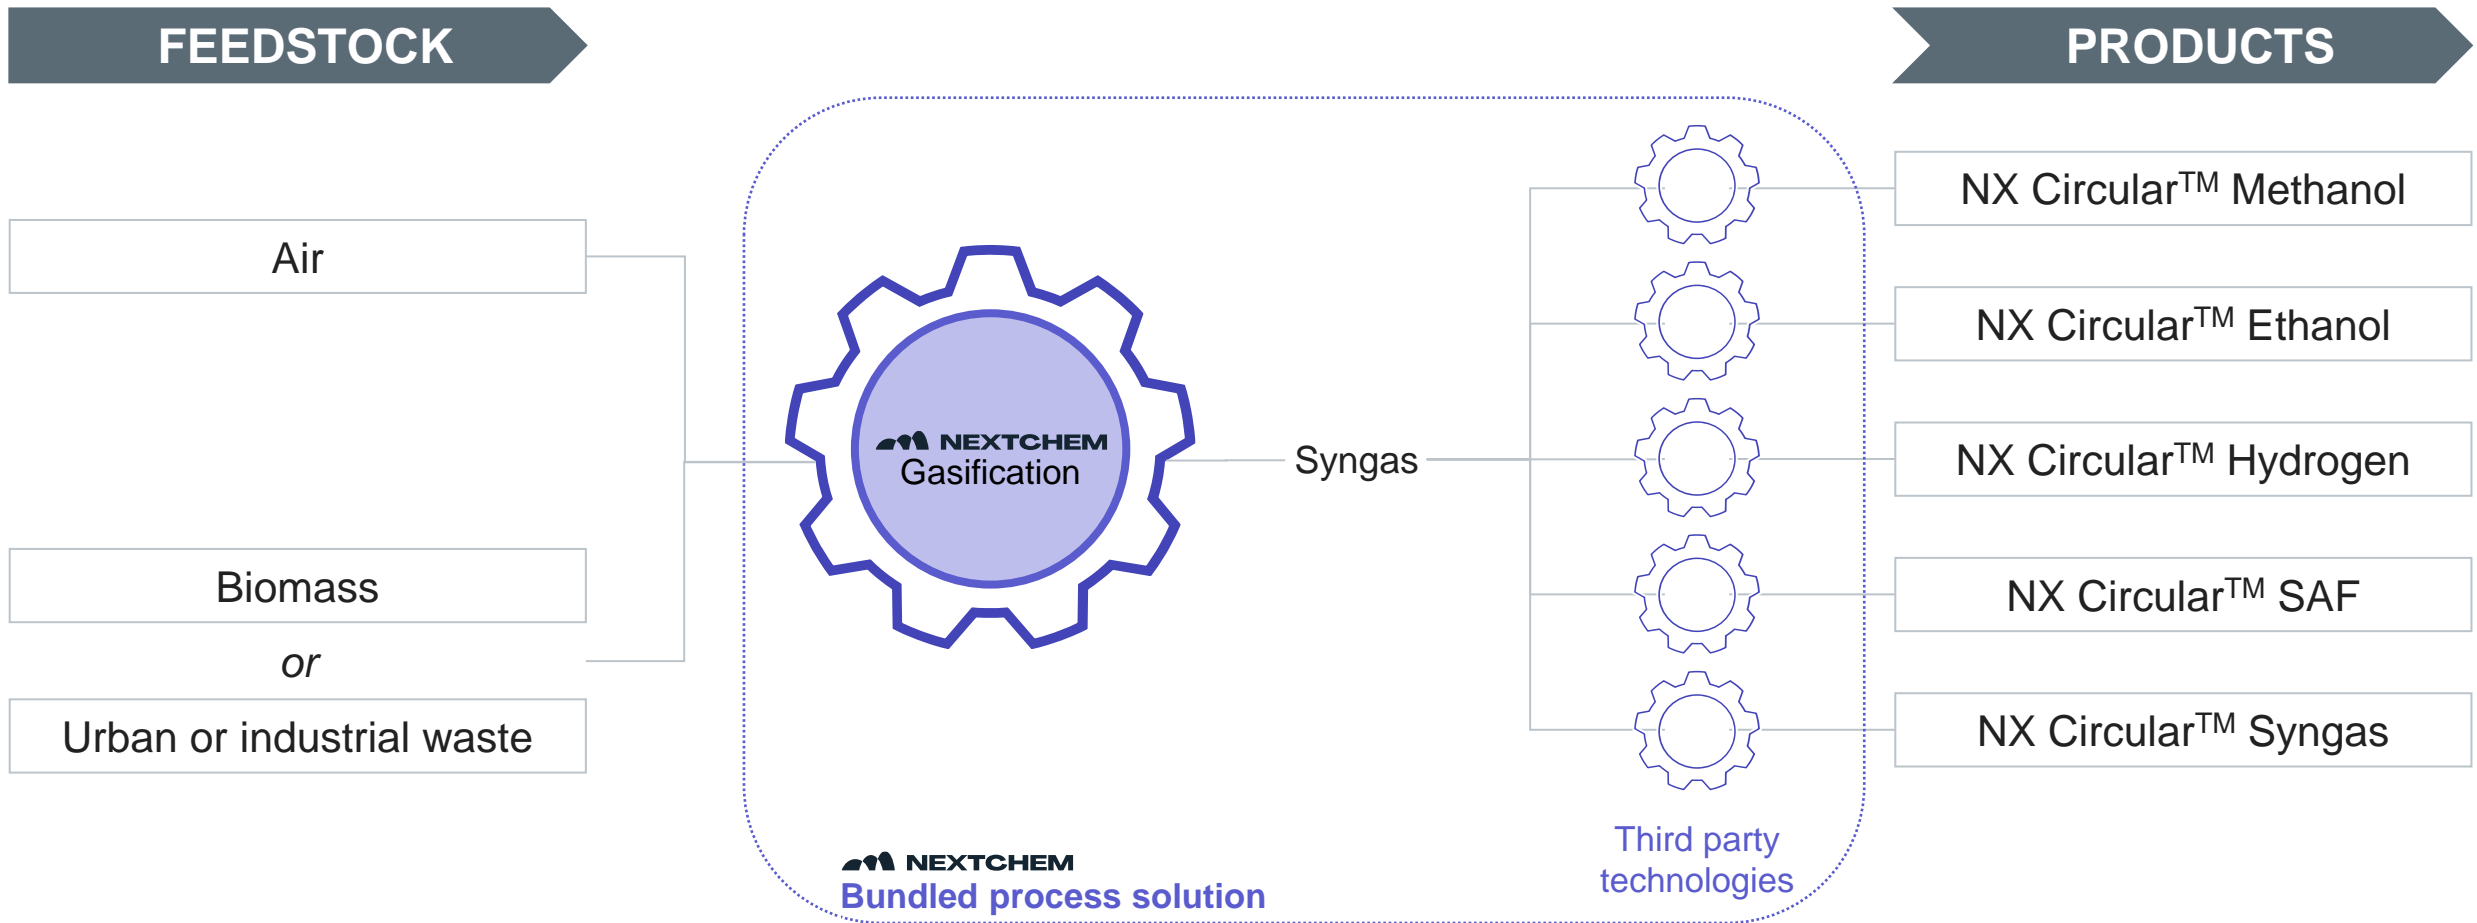 FEEDSTOCK
PRODUCTS
Air
Biomass
or
Urban or industrial waste
NEXTCHEM
Gasification
Syngas
NX Circular™ Methanol
NX Circular™ Ethanol
NX Circular™ Hydrogen
NX Circular™ SAF
NX Circular™ Syngas
Third party
technologies
NEXTCHEM
Bundled process solution